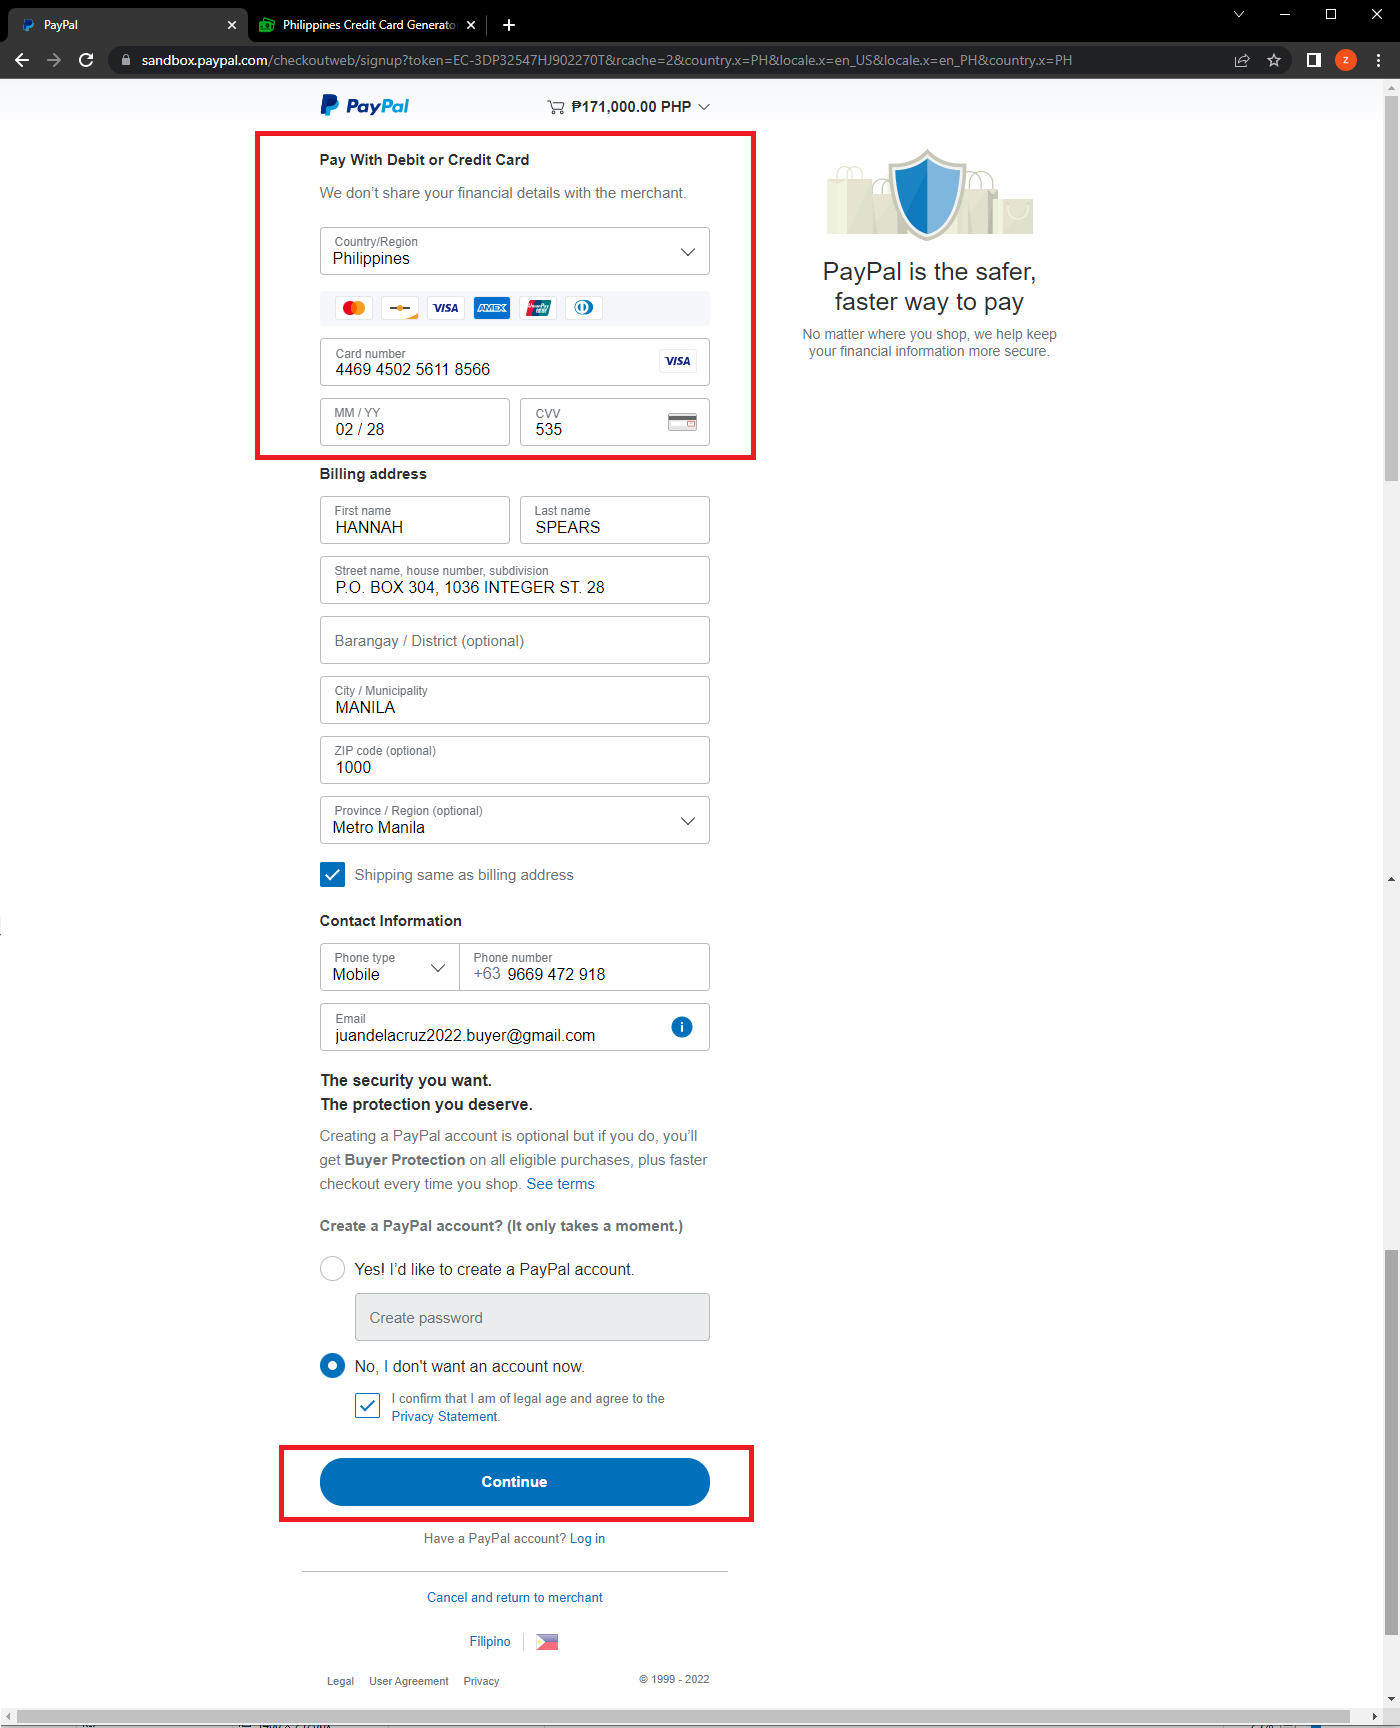 PayPal
Philippines Credit Card Generato
sandbox.paypal.com/checkoutweb/signup?token=EC-3DP32547HJ902270T&rcache=2&country.x=PH&locale.x=en_US&locale.x=en_PH&country.x=PH
z
PayPal
₱171,000.00 PHP
Pay With Debit or Credit Card
We don't share your financial details with the merchant.
Country/Region
Philippines
VISA
AMEX
Card number
4469 4502 5611 8566
VISA
MM / YY
02 / 28
CVV
535
PayPal is the safer,
faster way to pay
No matter where you shop, we help keep
your financial information more secure.
Billing address
First name
HANNAH
Last name
SPEARS
Street name, house number, subdivision
P.O. BOX 304, 1036 INTEGER ST. 28
Barangay / District (optional)
City / Municipality
MANILA
ZIP code (optional)
1000
Province / Region (optional)
Metro Manila
Shipping same as billing address
Contact Information
Phone type
Mobile
Phone number
+63 9669 472 918
Email
juandelacruz2022.buyer@gmail.com
The security you want.
The protection you deserve.
Creating a PayPal account is optional but if you do, you'll
get Buyer Protection on all eligible purchases, plus faster
checkout every time you shop. See terms
Create a PayPal account? (It only takes a moment.)
Yes! I'd like to create a PayPal account.
Create password
No, I don't want an account now.
I confirm that I am of legal age and agree to the
Privacy Statement.
Continue
Have a PayPal account? Log in
Cancel and return to merchant
Filipino
Legal User Agreement Privacy © 1999 - 2022